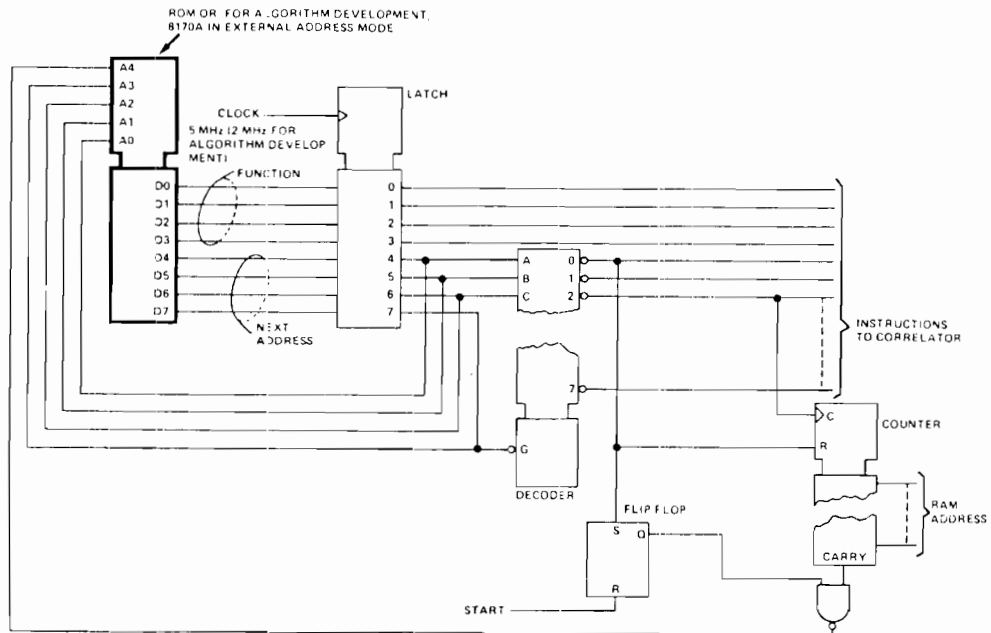 ROM OR FOR ALGORITHM DEVELOPMENT,
8170A IN EXTERNAL ADDRESS MODE
A4
A3
A2
A1
A0
D0
D1
D2
D3
D4
D5
D6
D7
CLOCK
5 MHz (2 MHz FOR
ALGORITHM DEVELOP
MENT)
FUNCTION
NEXT
ADDRESS
LATCH
0
1
2
3
4
5
6
7
A
B
C
0
1
2
7
G
DECODER
INSTRUCTIONS
TO CORRELATOR
C
R
COUNTER
CARRY
RAM
ADDRESS
FLIP FLOP
S
Q
R
START